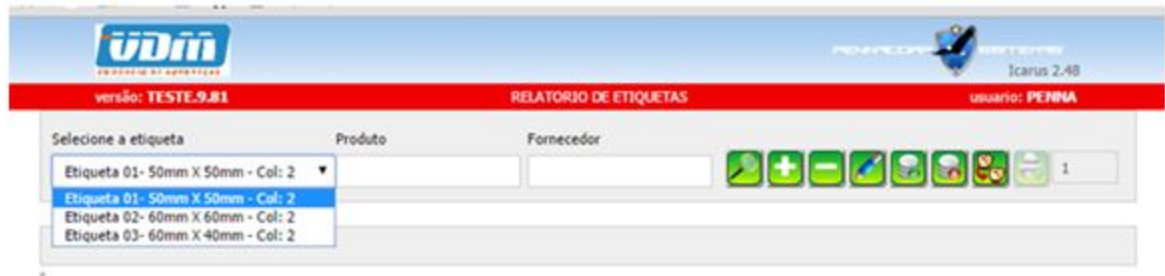 VDM
Icarus 2.48
versão: TESTE.9.81
RELATORIO DE ETIQUETAS
usuario: PENNA
Selecione a etiqueta
Produto
Fornecedor
Etiqueta 01- 50mm X 50mm - Col: 2
1
Etiqueta 01- 50mm X 50mm - Col: 2
Etiqueta 02- 60mm X 60mm - Col: 2
Etiqueta 03- 60mm X 40mm - Col: 2